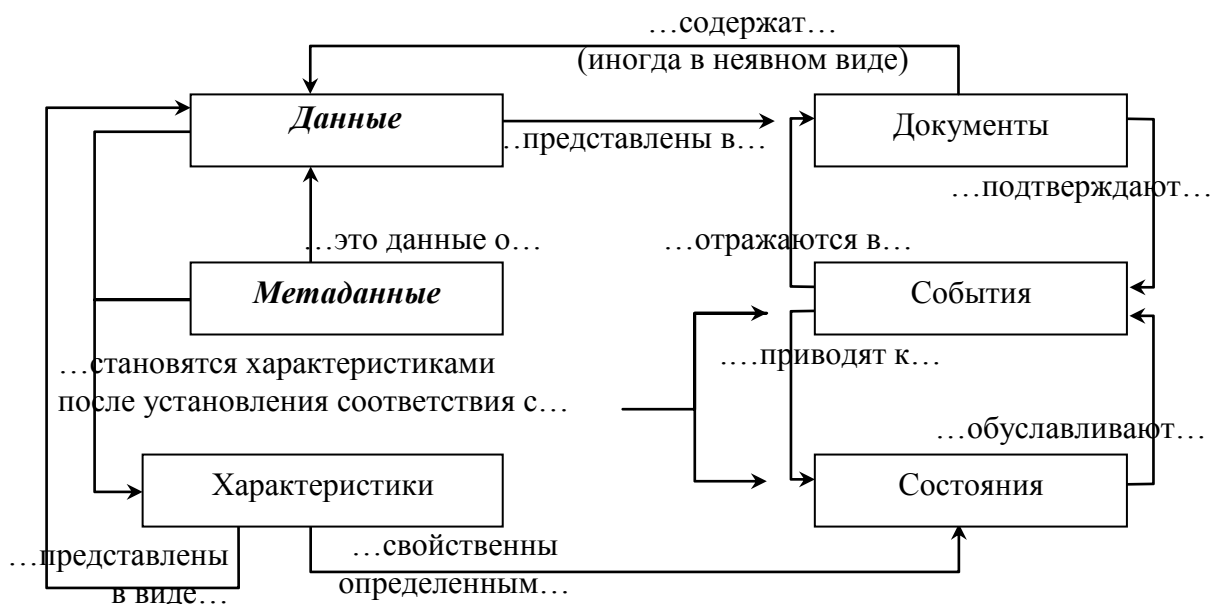 …содержат…
(иногда в неявном виде)
Данные
Документы
…представлены в…
…подтверждают…
…это данные о…
…отражаются в…
Метаданные
События
….приводят к…
…становятся характеристиками
после установления соответствия с…
…обуславливают…
Характеристики
Состояния
…представлены
в виде…
…свойственны
определенным…